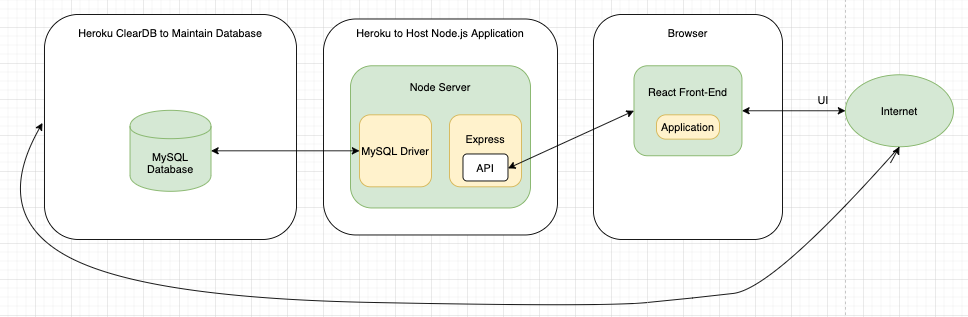 Heroku ClearDB to Maintain Database
MySQL
Database
Heroku to Host Node.js Application
Node Server
MySQL Driver
Express
API
Browser
React Front-End
Application
UI
Internet